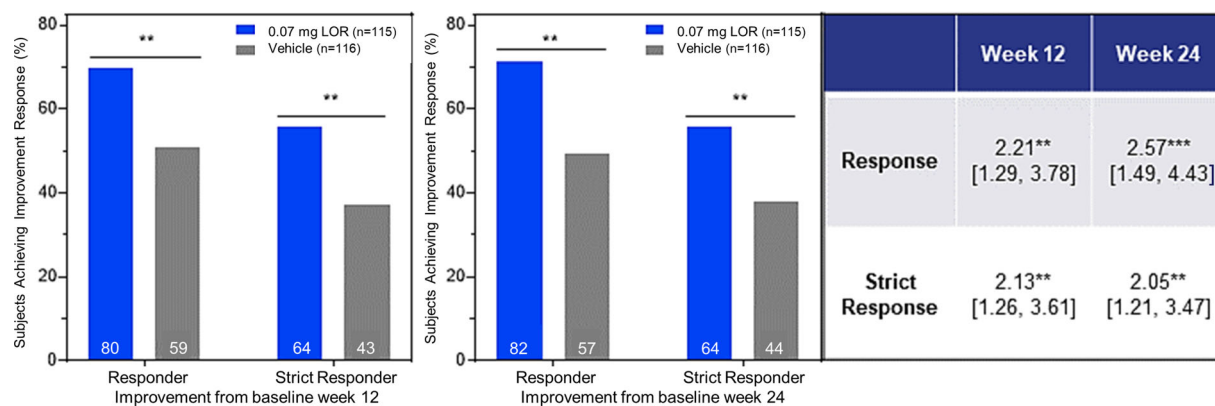 Subjects Achieving Improvement Response (%)
80
60
40
20
0
0.07 mg LOR (n=115)
Vehicle (n=116)
**
**
80
59
64
43
Responder
Strict Responder
Improvement from baseline week 12
Subjects Achieving Improvement Response (%)
80
60
40
20
0
0.07 mg LOR (n=115)
Vehicle (n=116)
**
**
82
57
64
44
Responder
Strict Responder
Improvement from baseline week 24
Week 12 Week 24
Response
2.21** 2.57***
[1.29, 3.78] [1.49, 4.43]
Strict
Response
2.13** 2.05**
[1.26, 3.61] [1.21, 3.47]